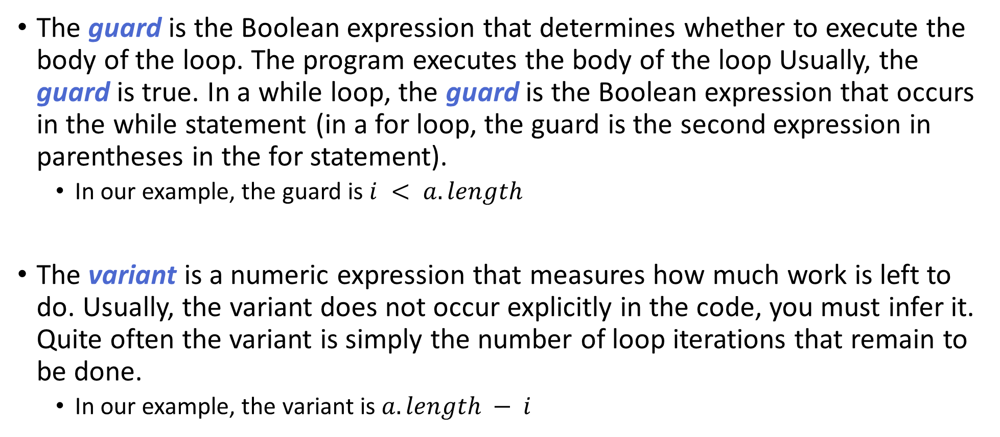 • The guard is the Boolean expression that determines whether to execute the
body of the loop. The program executes the body of the loop Usually, the
guard is true. In a while loop, the guard is the Boolean expression that occurs
in the while statement (in a for loop, the guard is the second expression in
parentheses in the for statement).
• In our example, the guard is i < a.length
• The variant is a numeric expression that measures how much work is left to
do. Usually, the variant does not occur explicitly in the code, you must infer it.
Quite often the variant is simply the number of loop iterations that remain to
be done.
• In our example, the variant is a.length − i